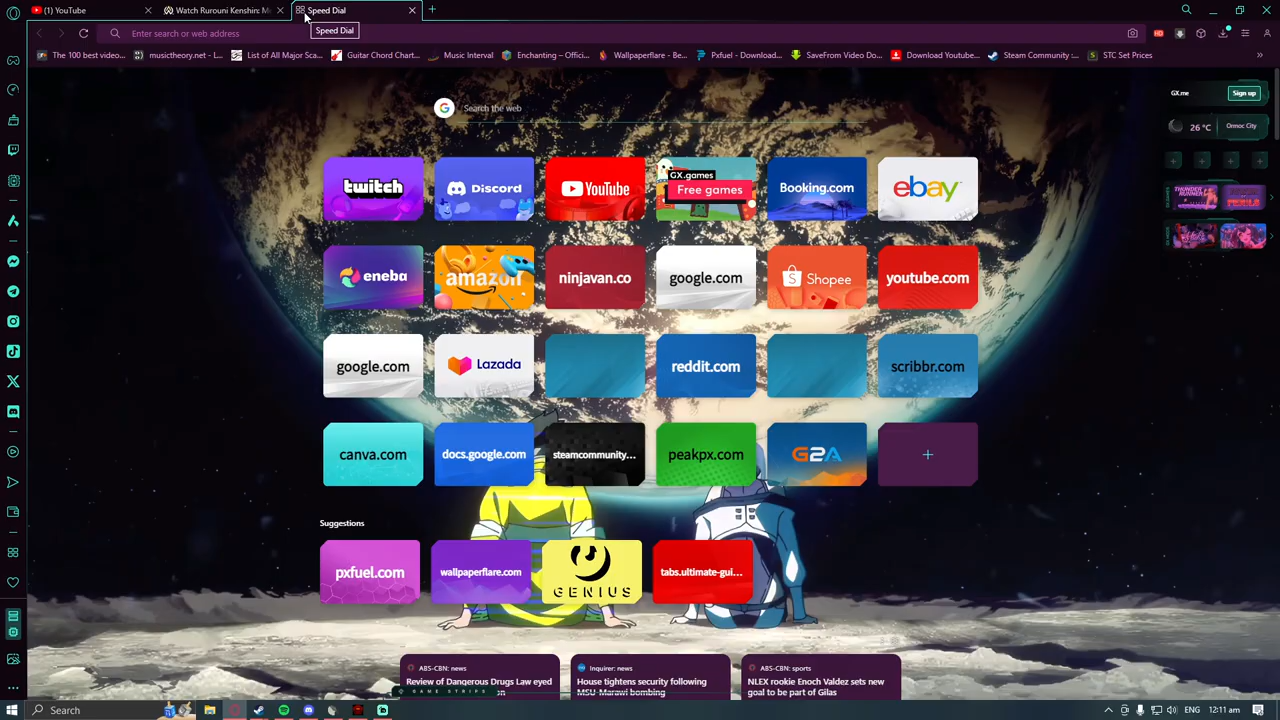 (1) YouTube
Watch Rurouni Kenshin: M
Speed Dial
Speed Dial
Enter search or web address
HD
The 100 best video...
musictheory.net - L...
List of All Major Sca...
Guitar Chord Chart...
Music Interval
Enchanting – Offici...
Wallpaperflare - Be...
Pxfuel - Download...
SaveFrom Video Do...
Download Youtube...
Steam Community :...
STC Set Prices
Search the web
GX.me
Sign up
26 °C
Ormoc City
twitch
Discord
YouTube
GX.games
Free games
Booking.com
ebay
THUNDER RUNNER
eneba
amazon
ninjavan.co
google.com
Shopee
youtube.com
google.com
Lazada
reddit.com
scribbr.com
canva.com
docs.google.com
steamcommunity...
peakpx.com
G2A
Suggestions
pxfuel.com
wallpaperflare.com
GENIUS
tabs.ultimate-gui...
ABS-CBN: news
Review of Dangerous Drugs Law eyed
Inquirer: news
House tightens security following
MSU-Marawi bombing
ABS-CBN: sports
NLEX rookie Enoch Valdez sets new
goal to be part of Gilas
GAME STRIPS
Search
ENG
12:11 am